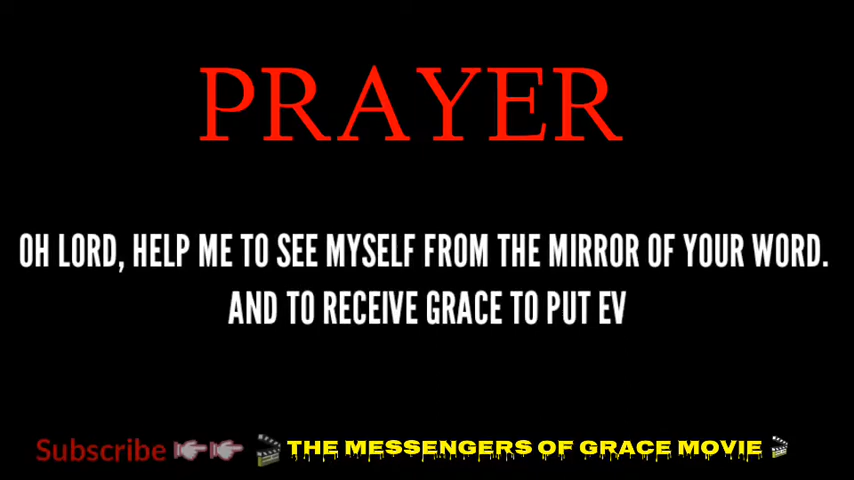 PRAYER
OH LORD, HELP ME TO SEE MYSELF FROM THE MIRROR OF YOUR WORD.
AND TO RECEIVE GRACE TO PUT EV
Subscribe 👉👉 🎬 THE MESSENGERS OF GRACE MOVIE 🎬